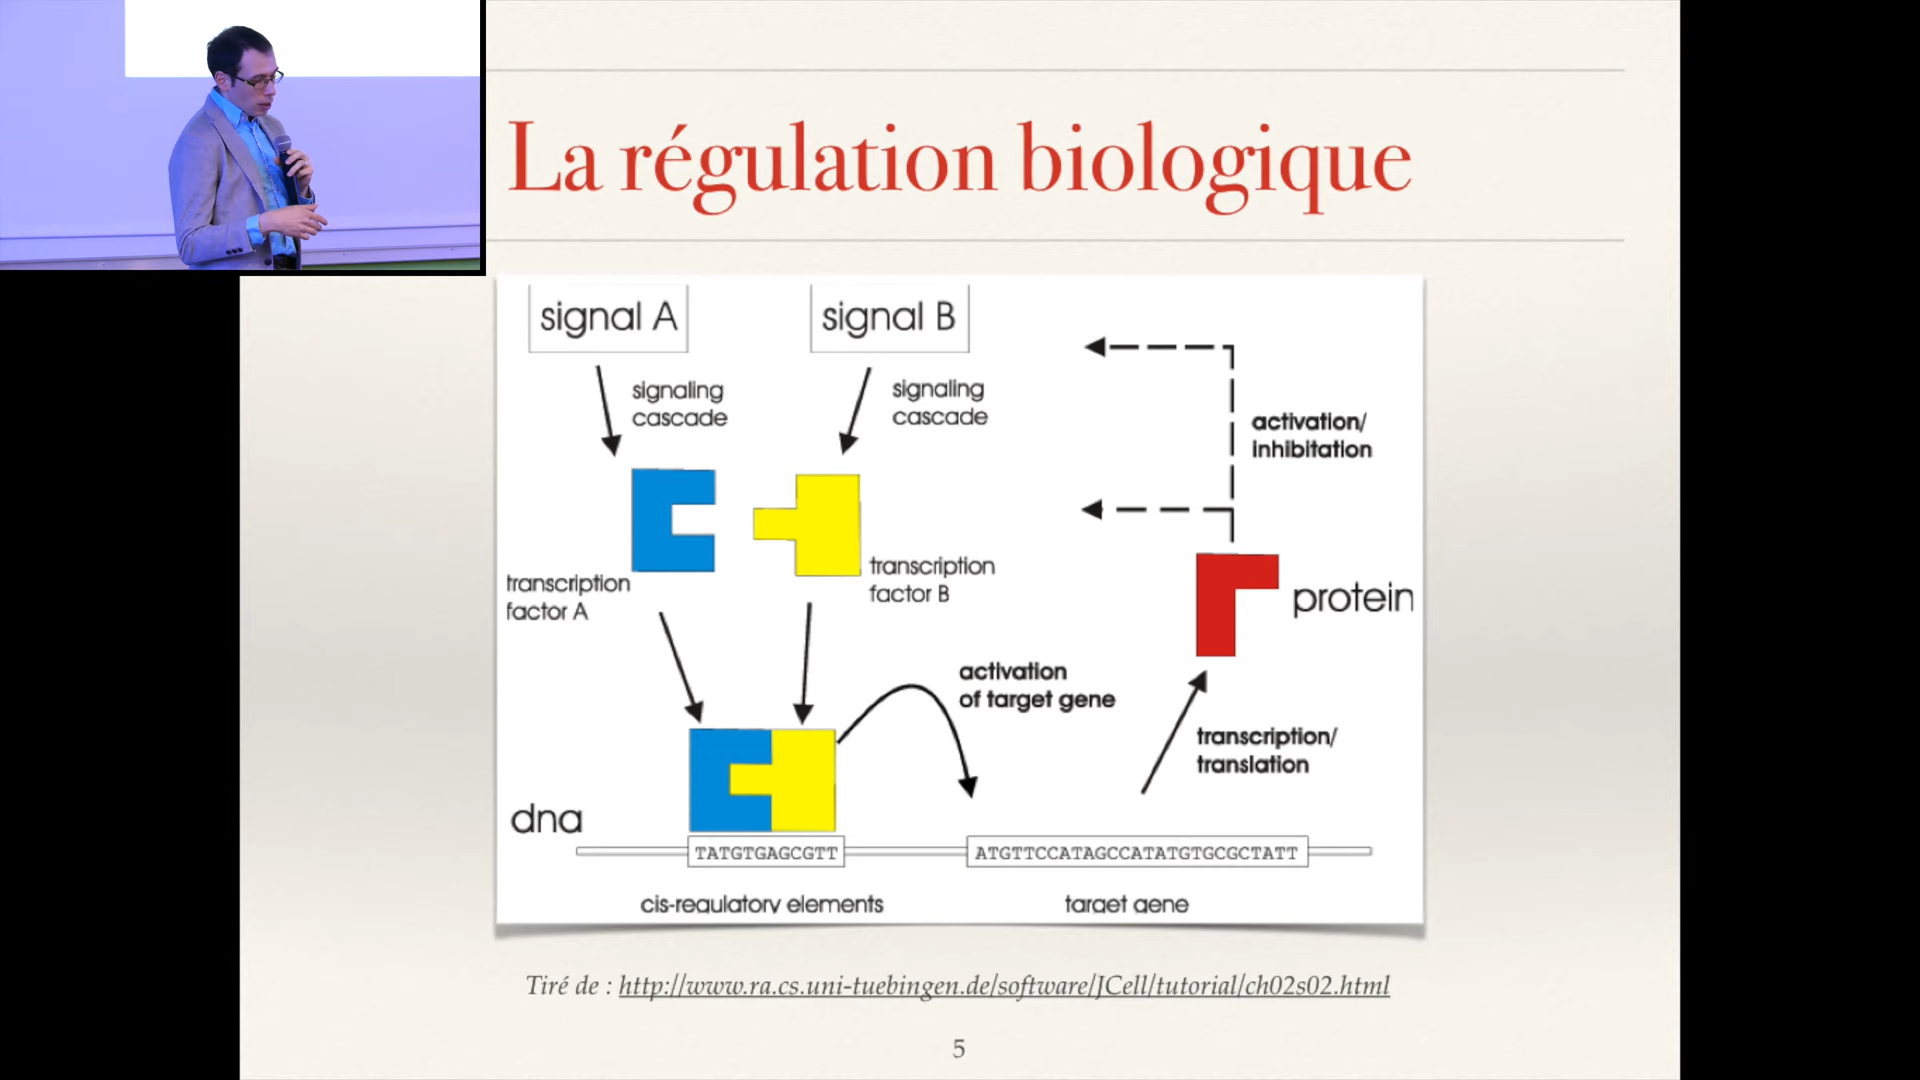 La régulation biologique
signal A
signal B
signaling
cascade
signaling
cascade
activation/
inhibitation
transcription
factor A
transcription
factor B
protein
activation
of target gene
transcription/
translation
dna
TATGTGAGCGTT
ATGTTCCATAGCCATATGTGCGCTATT
cis-regulatory elements
target gene
Tiré de : http://www.ra.cs.uni-tuebingen.de/software/JCell/tutorial/ch02s02.html
5